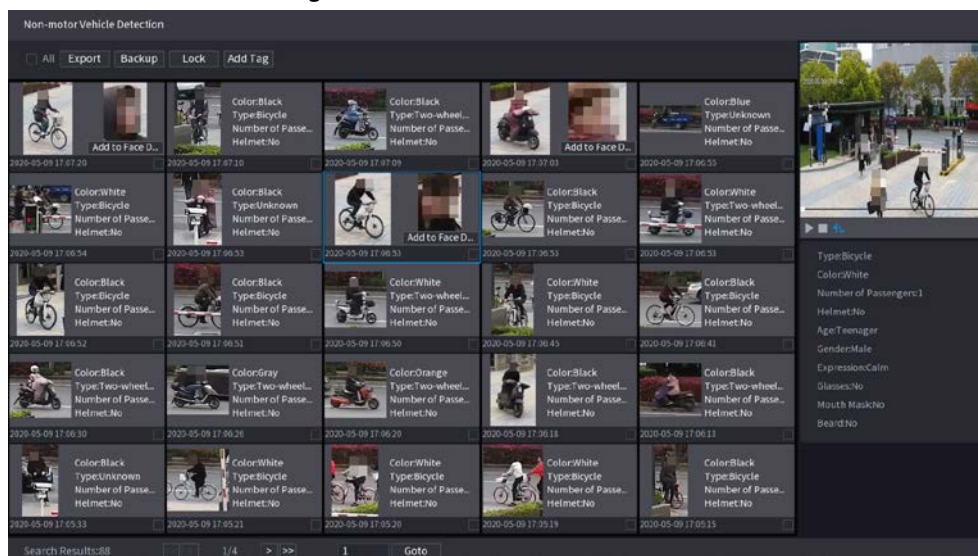 Non-motor Vehicle Detection
All Export Backup Lock Add Tag
Add to Face D...
2020-05-09 17:07:20
Color:Black
Type:Bicycle
Number of Passe...
Helmet:No
2020-05-09 17:07:10
Color:Black
Type:Two-wheel...
Number of Passe...
Helmet:No
2020-05-09 17:07:09
Add to Face D...
2020-05-09 17:07:03
Color:Blue
Type:Unknown
Number of Passe...
Helmet:No
2020-05-09 17:06:55
Color:White
Type:Bicycle
Number of Passe...
Helmet:No
2020-05-09 17:06:54
Color:Black
Type:Unknown
Number of Passe...
Helmet:No
2020-05-09 17:06:53
Add to Face D...
2020-05-09 17:06:53
Color:Black
Type:Bicycle
Number of Passe...
Helmet:No
2020-05-09 17:06:53
Color:White
Type:Two-wheel...
Number of Passe...
Helmet:No
2020-05-09 17:06:53
Color:Black
Type:Bicycle
Number of Passe...
Helmet:No
2020-05-09 17:06:52
Color:Black
Type:Bicycle
Number of Passe...
Helmet:No
2020-05-09 17:06:51
Color:White
Type:Two-wheel...
Number of Passe...
Helmet:No
2020-05-09 17:06:50
Color:White
Type:Bicycle
Number of Passe...
Helmet:No
2020-05-09 17:06:45
Color:Black
Type:Bicycle
Number of Passe...
Helmet:No
2020-05-09 17:06:41
Color:Black
Type:Two-wheel...
Number of Passe...
Helmet:No
2020-05-09 17:06:30
Color:Gray
Type:Two-wheel...
Number of Passe...
Helmet:No
2020-05-09 17:06:26
Color:Orange
Type:Two-wheel...
Number of Passe...
Helmet:No
2020-05-09 17:06:20
Color:Black
Type:Two-wheel...
Number of Passe...
Helmet:No
2020-05-09 17:06:18
Color:Black
Type:Two-wheel...
Number of Passe...
Helmet:No
2020-05-09 17:06:13
Color:Black
Type:Unknown
Number of Passe...
Helmet:No
2020-05-09 17:05:33
Color:White
Type:Bicycle
Number of Passe...
Helmet:No
2020-05-09 17:05:21
Color:White
Type:Bicycle
Number of Passe...
Helmet:No
2020-05-09 17:05:20
Color:White
Type:Bicycle
Number of Passe...
Helmet:No
2020-05-09 17:05:19
Color:Black
Type:Bicycle
Number of Passe...
Helmet:No
2020-05-09 17:05:15
Type:Bicycle
Color:White
Number of Passengers:1
Helmet:No
Age:Teenager
Gender:Male
Expression:Calm
Glasses:No
Mouth Mask:No
Beard:No
Search Results:88 1/4 > >> 1 Goto